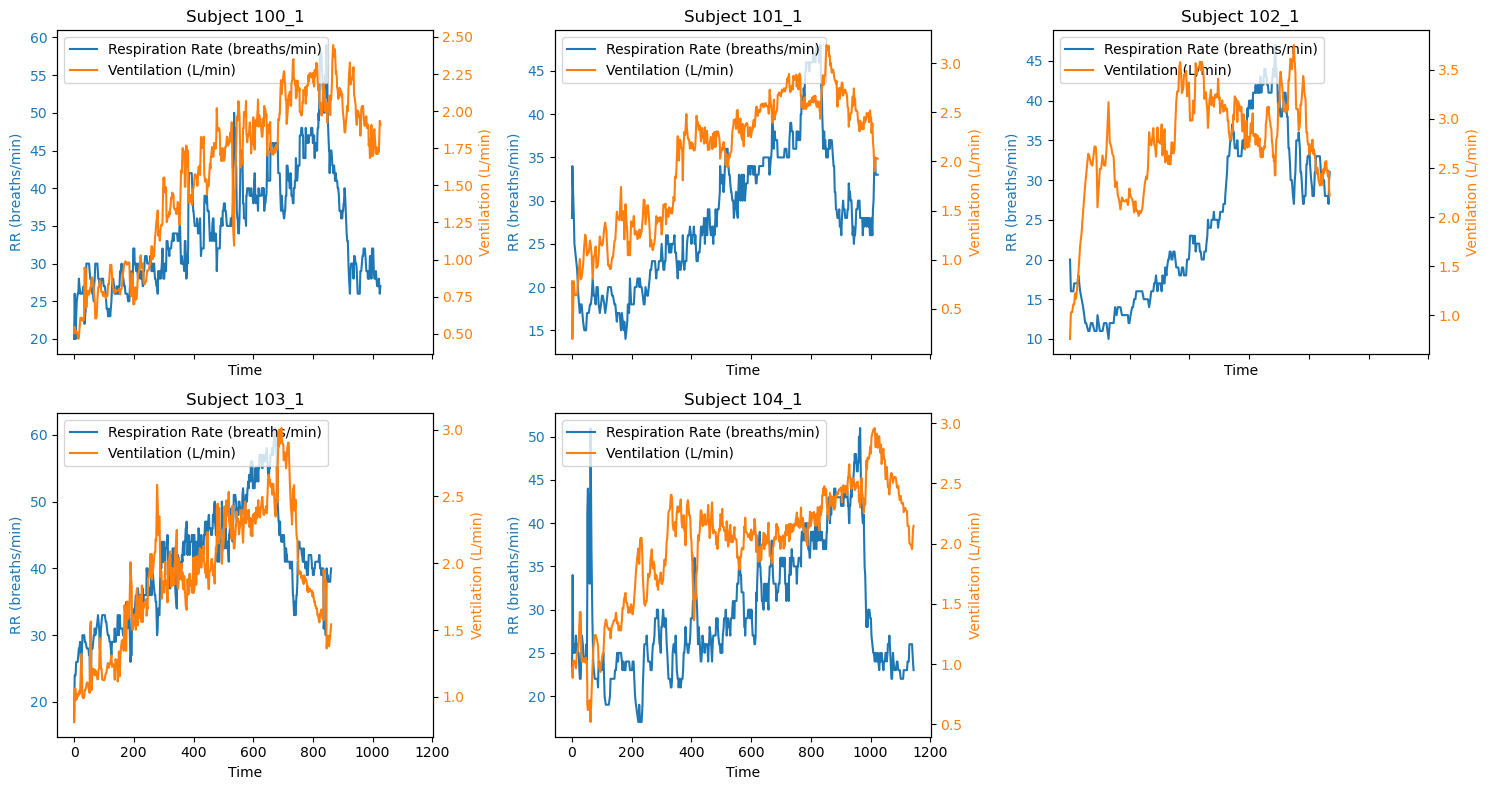 Subject 100_1
Respiration Rate (breaths/min)
Ventilation (L/min)
RR (breaths/min)
60
55
50
45
40
35
30
25
20
2.50
2.25
2.00
1.75
1.50
1.25
1.00
0.75
0.50
Ventilation (L/min)
Time
Subject 101_1
Respiration Rate (breaths/min)
Ventilation (L/min)
RR (breaths/min)
45
40
35
30
25
20
15
3.0
2.5
2.0
1.5
1.0
0.5
Ventilation (L/min)
Time
Subject 102_1
Respiration Rate (breaths/min)
Ventilation (L/min)
RR (breaths/min)
45
40
35
30
25
20
15
10
3.5
3.0
2.5
2.0
1.5
1.0
Ventilation (L/min)
Time
Subject 103_1
Respiration Rate (breaths/min)
Ventilation (L/min)
RR (breaths/min)
60
50
40
30
20
3.0
2.5
2.0
1.5
1.0
Ventilation (L/min)
0 200 400 600 800 1000 1200
Time
Subject 104_1
Respiration Rate (breaths/min)
Ventilation (L/min)
RR (breaths/min)
50
45
40
35
30
25
20
3.0
2.5
2.0
1.5
1.0
0.5
Ventilation (L/min)
0 200 400 600 800 1000 1200
Time